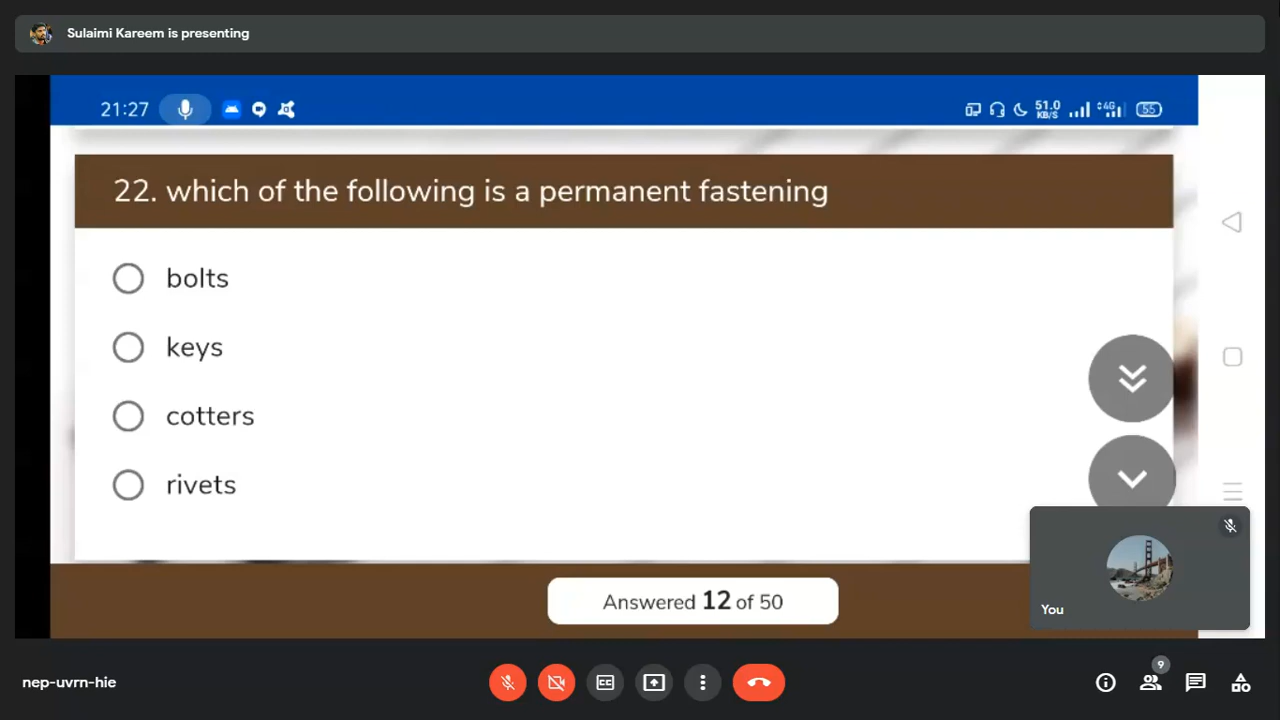 Sulaimi Kareem is presenting
21:27
51.0
KB/S
4G
55
22. which of the following is a permanent fastening
bolts
keys
cotters
rivets
Answered 12 of 50
You
nep-uvrn-hie
9